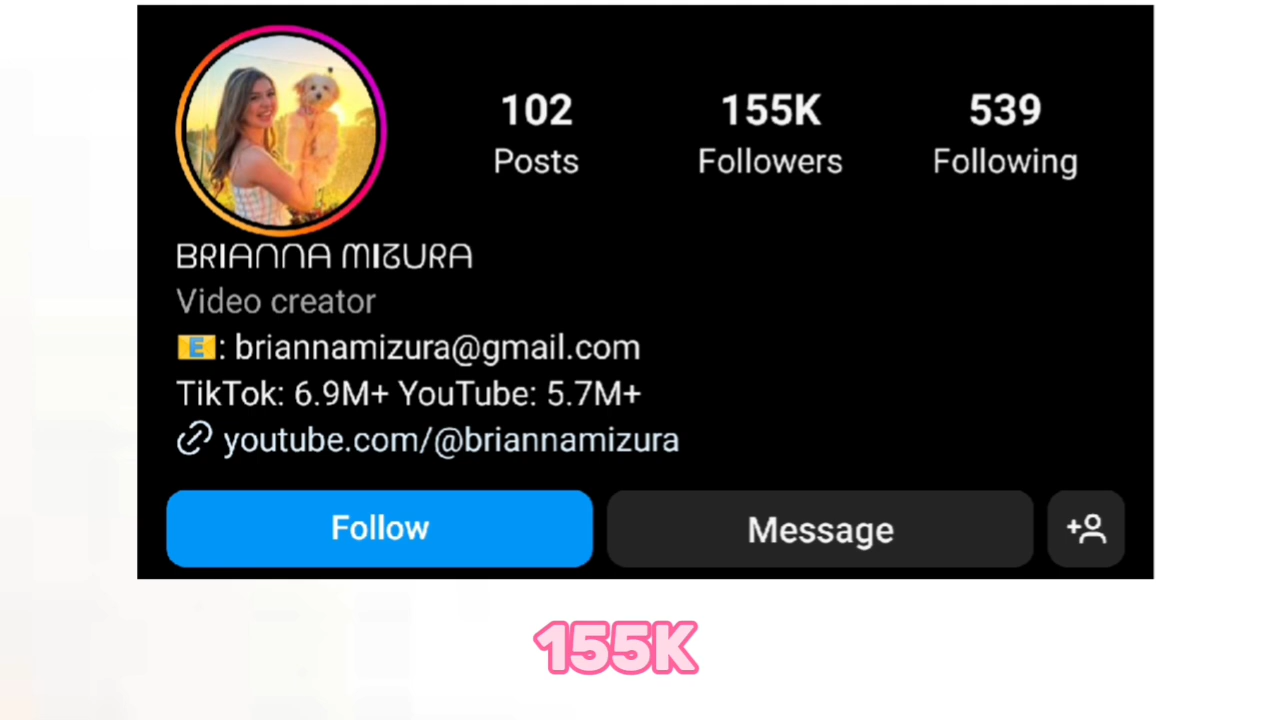 102 155K 539
Posts Followers Following
BRIANNA MIZURA
Video creator
📧: briannamizura@gmail.com
TikTok: 6.9M+ YouTube: 5.7M+
youtube.com/@briannamizura
Follow Message
155K